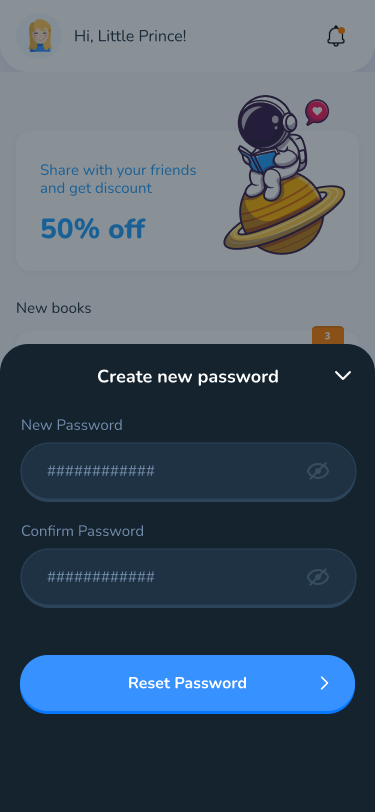 Hi, Little Prince!
Share with your friends
and get discount
50% off
New books
3
Create new password
New Password
############
Confirm Password
############
Reset Password